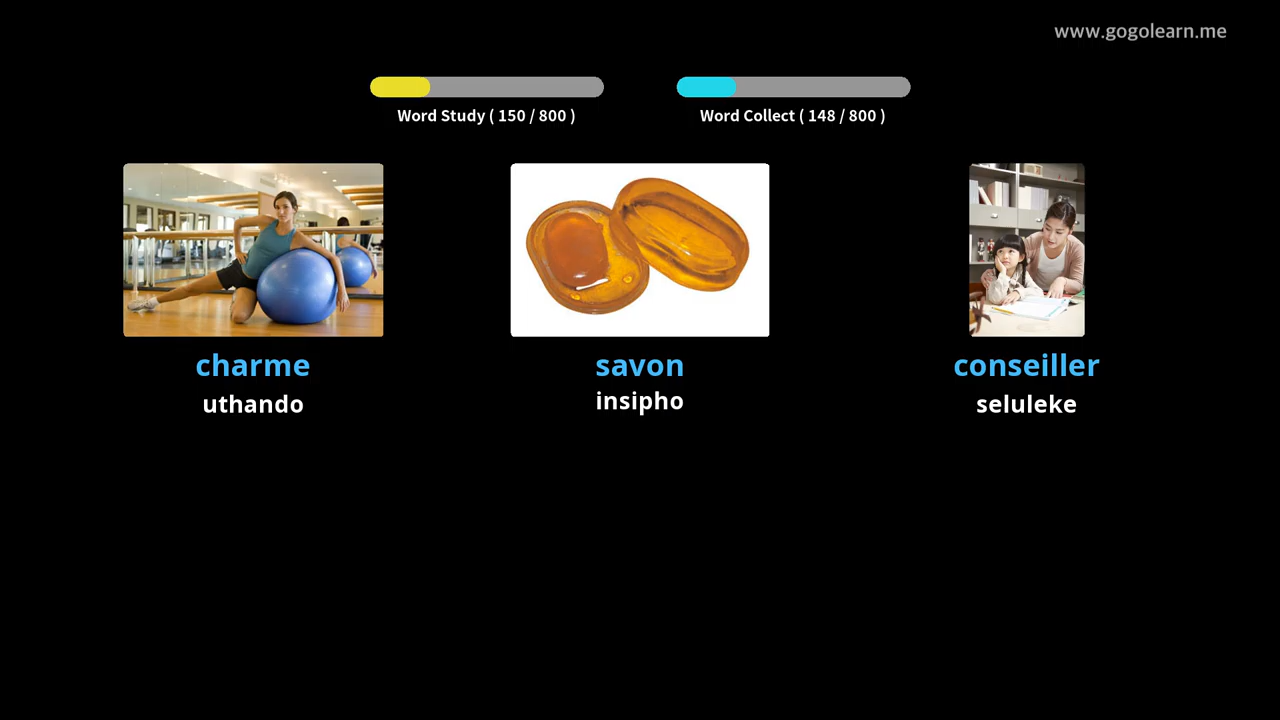 www.gogolearn.me
Word Study ( 150 / 800 )
Word Collect ( 148 / 800 )
charme
uthando
savon
insipho
conseiller
seluleke